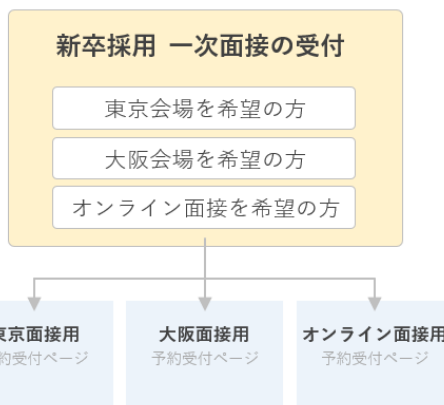 新卒採用 一次面接の受付
東京会場を希望の方
大阪会場を希望の方
オンライン面接を希望の方
東京面接用
大阪面接用
オンライン面接用
約受付ページ
予約受付ページ
予約受付ページ